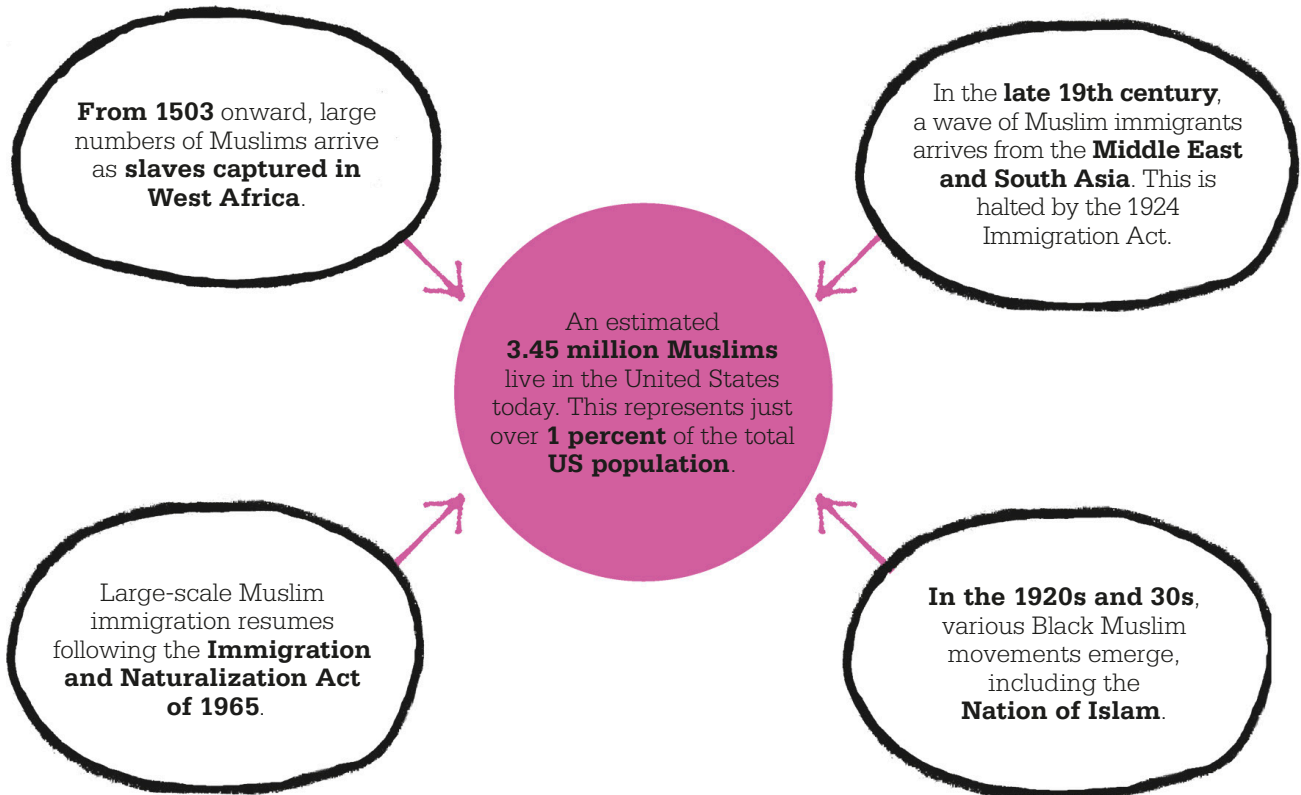 From 1503 onward, large
numbers of Muslims arrive
as slaves captured in
West Africa.
In the late 19th century,
a wave of Muslim immigrants
arrives from the Middle East
and South Asia. This is
halted by the 1924
Immigration Act.
An estimated
3.45 million Muslims
live in the United States
today. This represents just
over 1 percent of the total
US population.
Large-scale Muslim
immigration resumes
following the Immigration
and Naturalization Act
of 1965.
In the 1920s and 30s,
various Black Muslim
movements emerge,
including the
Nation of Islam.